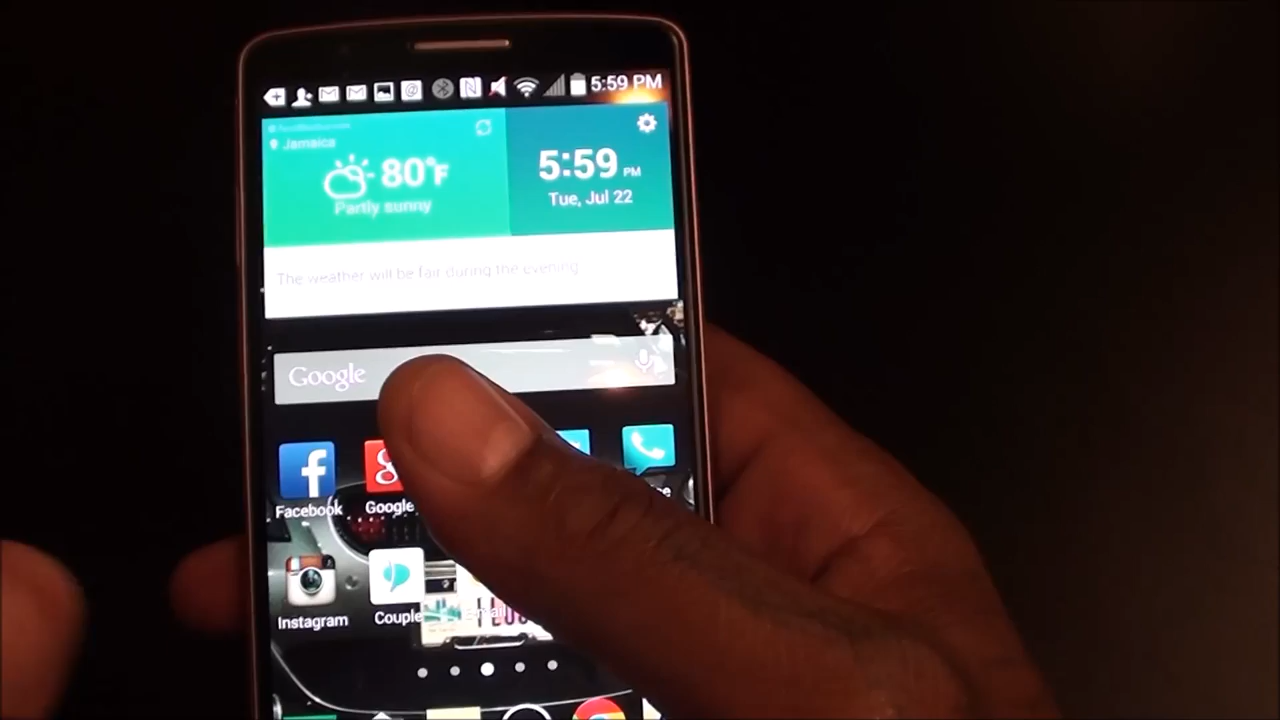 5:59 PM
Jamaica
80°F
Partly sunny
5:59 PM
Tue, Jul 22
The weather will be fair during the evening
Google
Facebook
Google
Instagram
Couple
Email